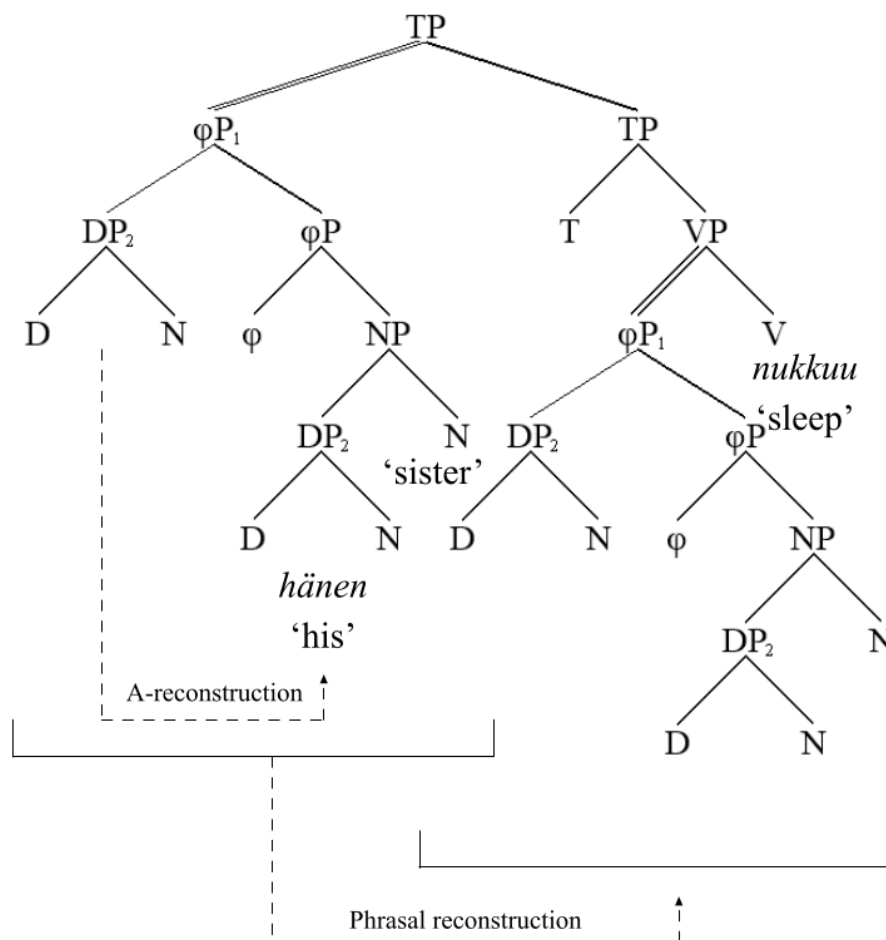 TP
φP₁ TP
DP₂ φP T VP
D N φ NP φP₁ V
nukkuu
DP₂ N DP₂ φP ‘sleep’
‘sister’
D N D N φ NP
hänen
‘his’ DP₂ N
A-reconstruction
D N
Phrasal reconstruction